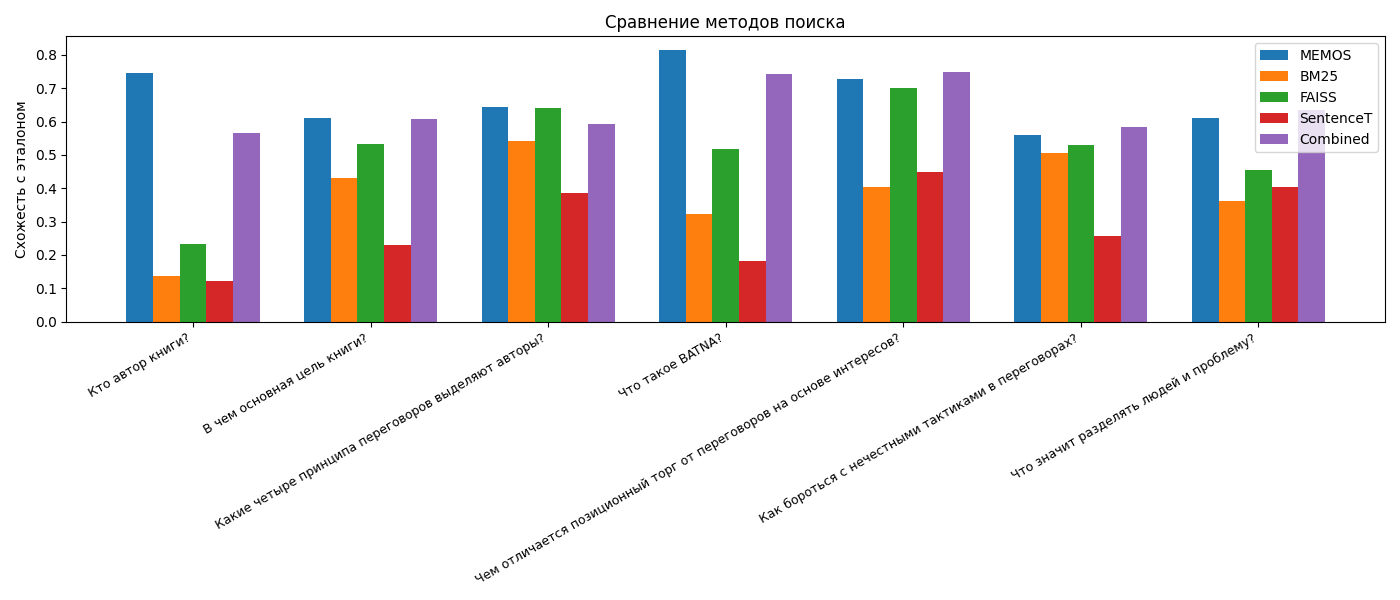 Сравнение методов поиска
Схожесть с эталоном
0.8
0.7
0.6
0.5
0.4
0.3
0.2
0.1
0.0
MEMOS
BM25
FAISS
SentenceT
Combined
Кто автор книги?
В чем основная цель книги?
Какие четыре принципа переговоров выделяют авторы?
Что такое BATNA?
Чем отличается позиционный торг от переговоров на основе интересов?
Как бороться с нечестными тактиками в переговорах?
Что значит разделять людей и проблему?